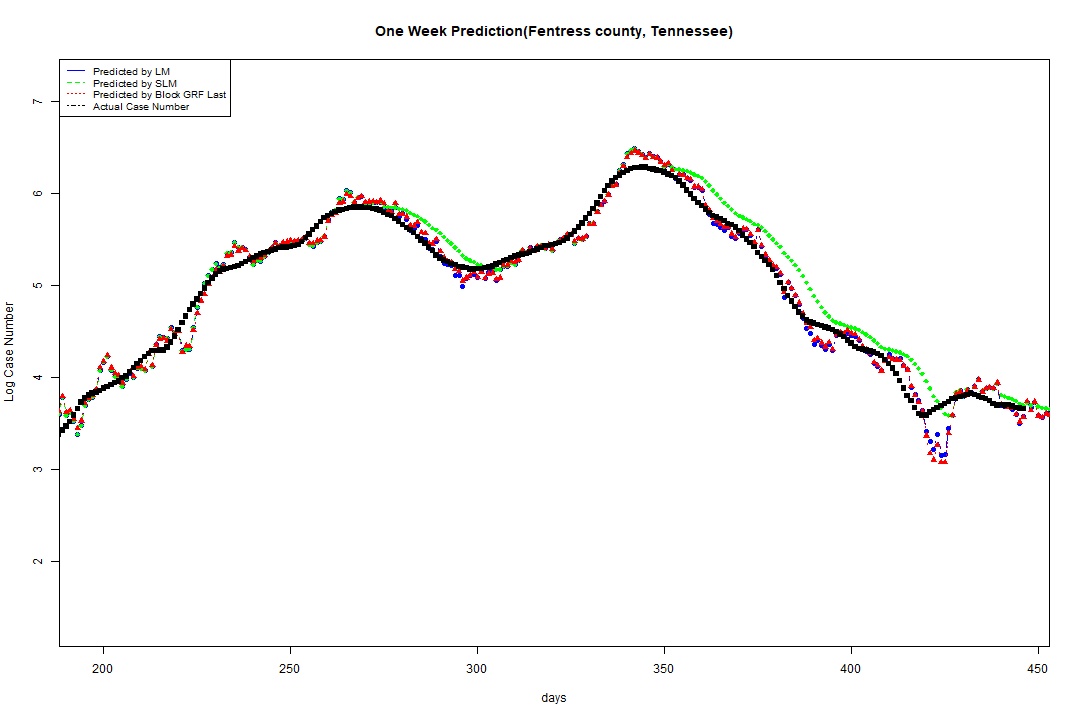 One Week Prediction(Fentress county, Tennessee)
Predicted by LM
Predicted by SLM
Predicted by Block GRF Last
Actual Case Number
7
6
5
4
3
2
Log Case Number
200 250 300 350 400 450
days